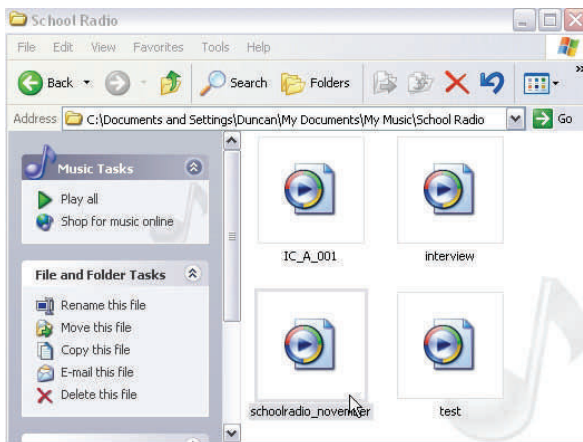 School Radio
File Edit View Favorites Tools Help
Back Search Folders »
Address C:\Documents and Settings\Duncan\My Documents\My Music\School Radio Go
Music Tasks
Play all
Shop for music online
File and Folder Tasks
Rename this file
Move this file
Copy this file
E-mail this file
Delete this file
IC_A_001 interview
schoolradio_november test